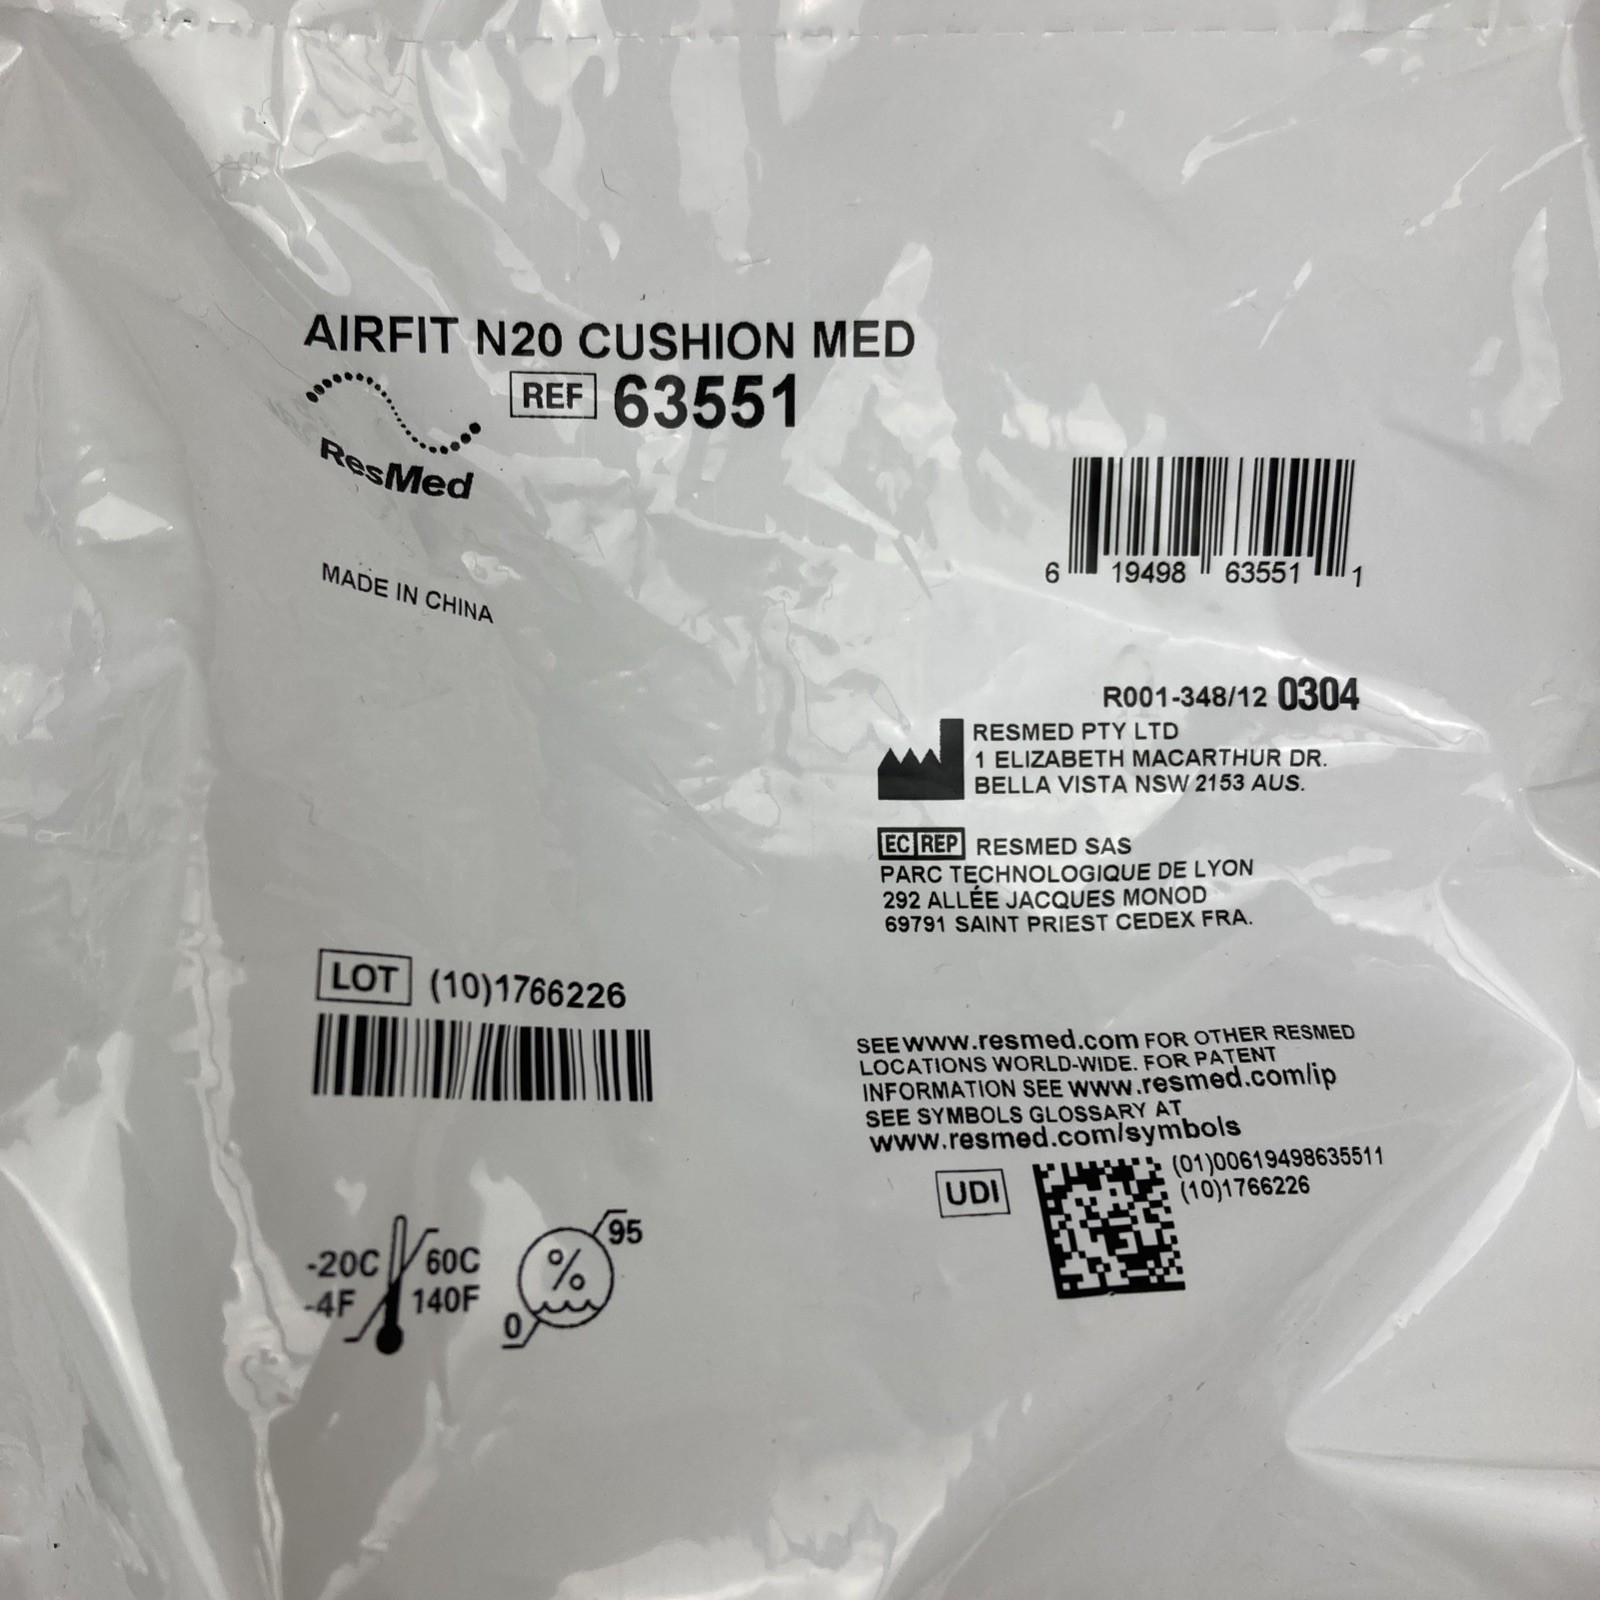 AIRFIT N20 CUSHION MED
REF 63551
ResMed
MADE IN CHINA
6 19498 63551 1
R001-348/12 0304
RESMED PTY LTD
1 ELIZABETH MACARTHUR DR.
BELLA VISTA NSW 2153 AUS.
EC REP RESMED SAS
PARC TECHNOLOGIQUE DE LYON
292 ALLÉE JACQUES MONOD
69791 SAINT PRIEST CEDEX FRA.
LOT (10)1766226
SEE www.resmed.com FOR OTHER RESMED
LOCATIONS WORLD-WIDE. FOR PATENT
INFORMATION SEE www.resmed.com/ip
SEE SYMBOLS GLOSSARY AT
www.resmed.com/symbols
UDI (01)00619498635511
(10)1766226
-20C 60C
-4F 140F
% 95
0